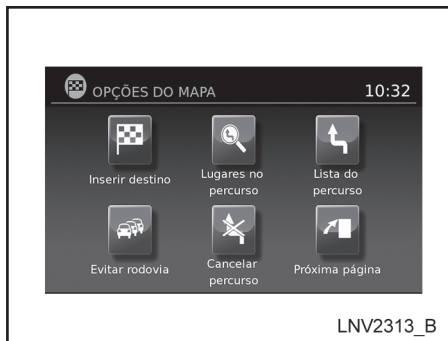 OPÇÕES DO MAPA 10:32
Inserir destino
Lugares no
percurso
Lista do
percurso
Evitar rodovia
Cancelar
percurso
Próxima página
LNV2313_B